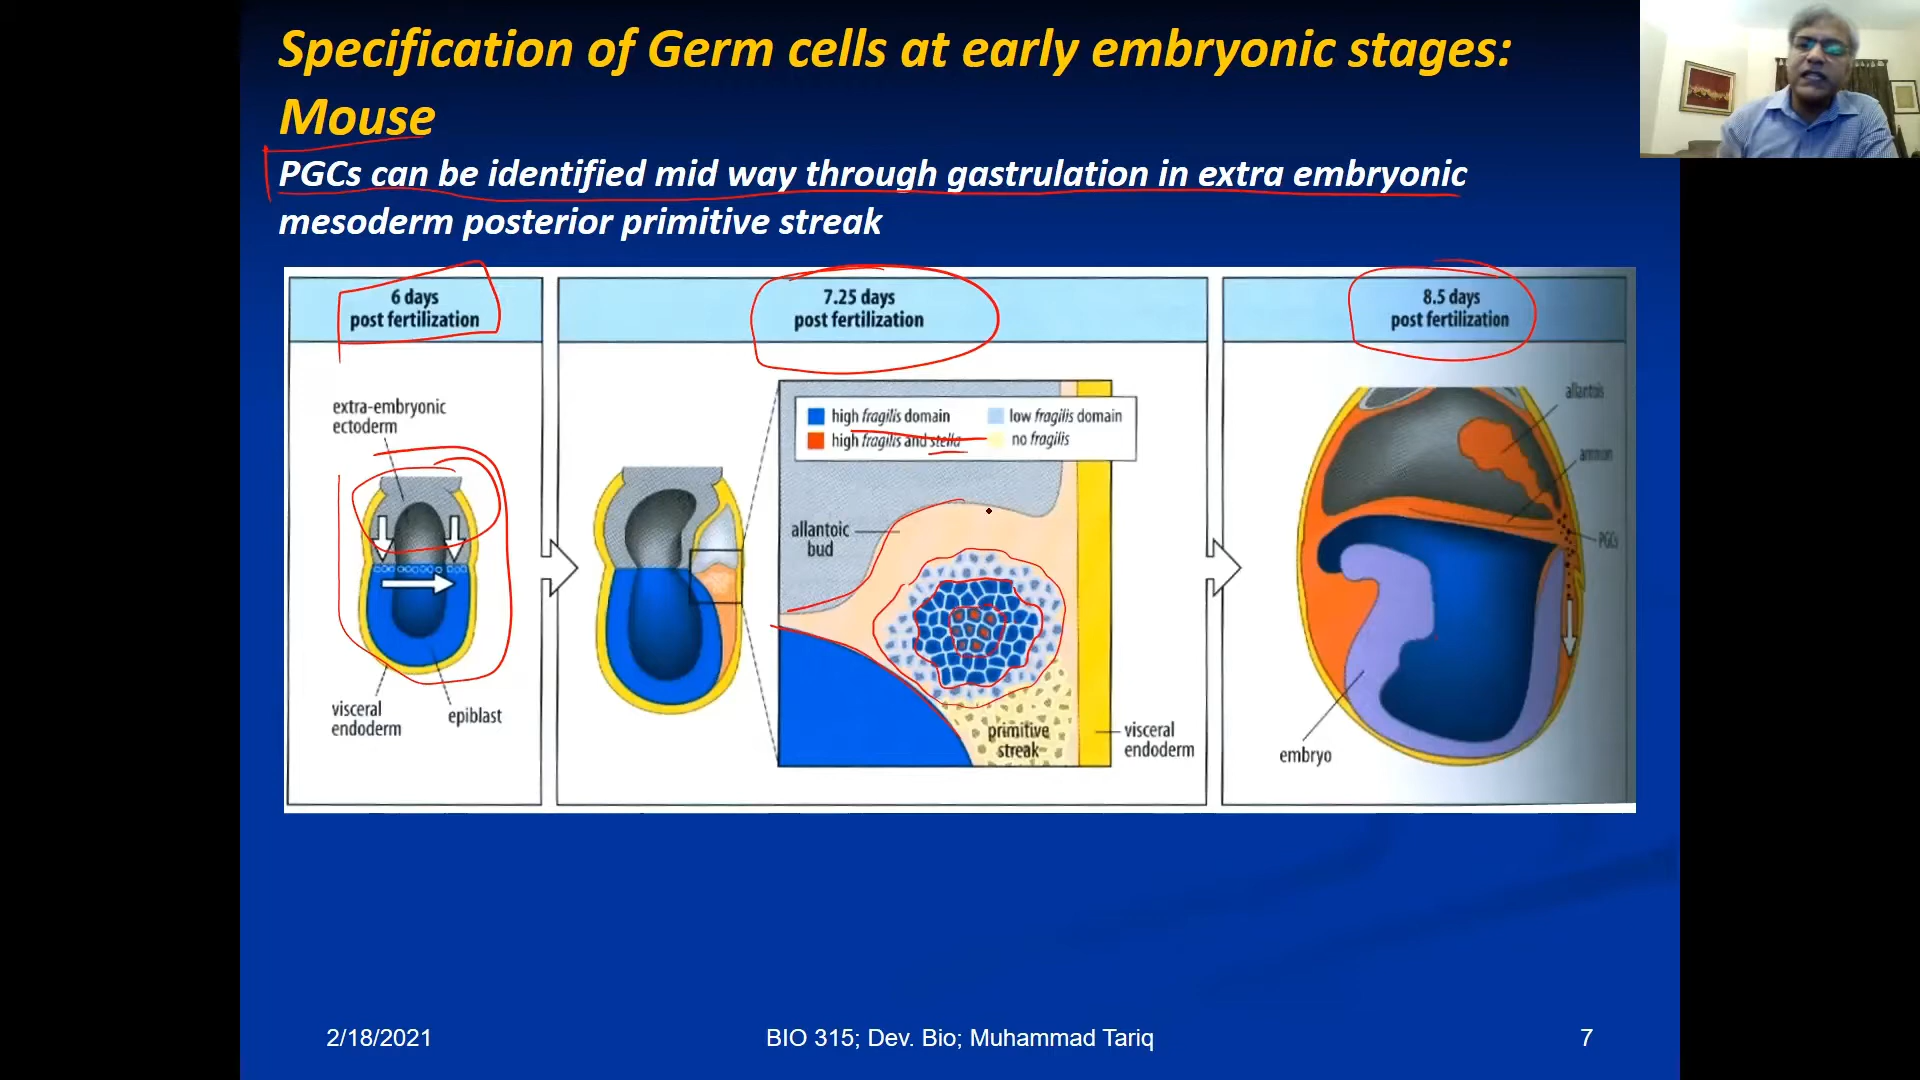 Specification of Germ cells at early embryonic stages:
Mouse
PGCs can be identified mid way through gastrulation in extra embryonic
mesoderm posterior primitive streak
6 days
post fertilization
extra-embryonic
ectoderm
visceral
endoderm
epiblast
7.25 days
post fertilization
high fragilis domain
low fragilis domain
high fragilis and stella
no fragilis
allantoic
bud
primitive
streak
visceral
endoderm
8.5 days
post fertilization
allantois
amnion
PGCs
embryo
2/18/2021
BIO 315; Dev. Bio; Muhammad Tariq
7